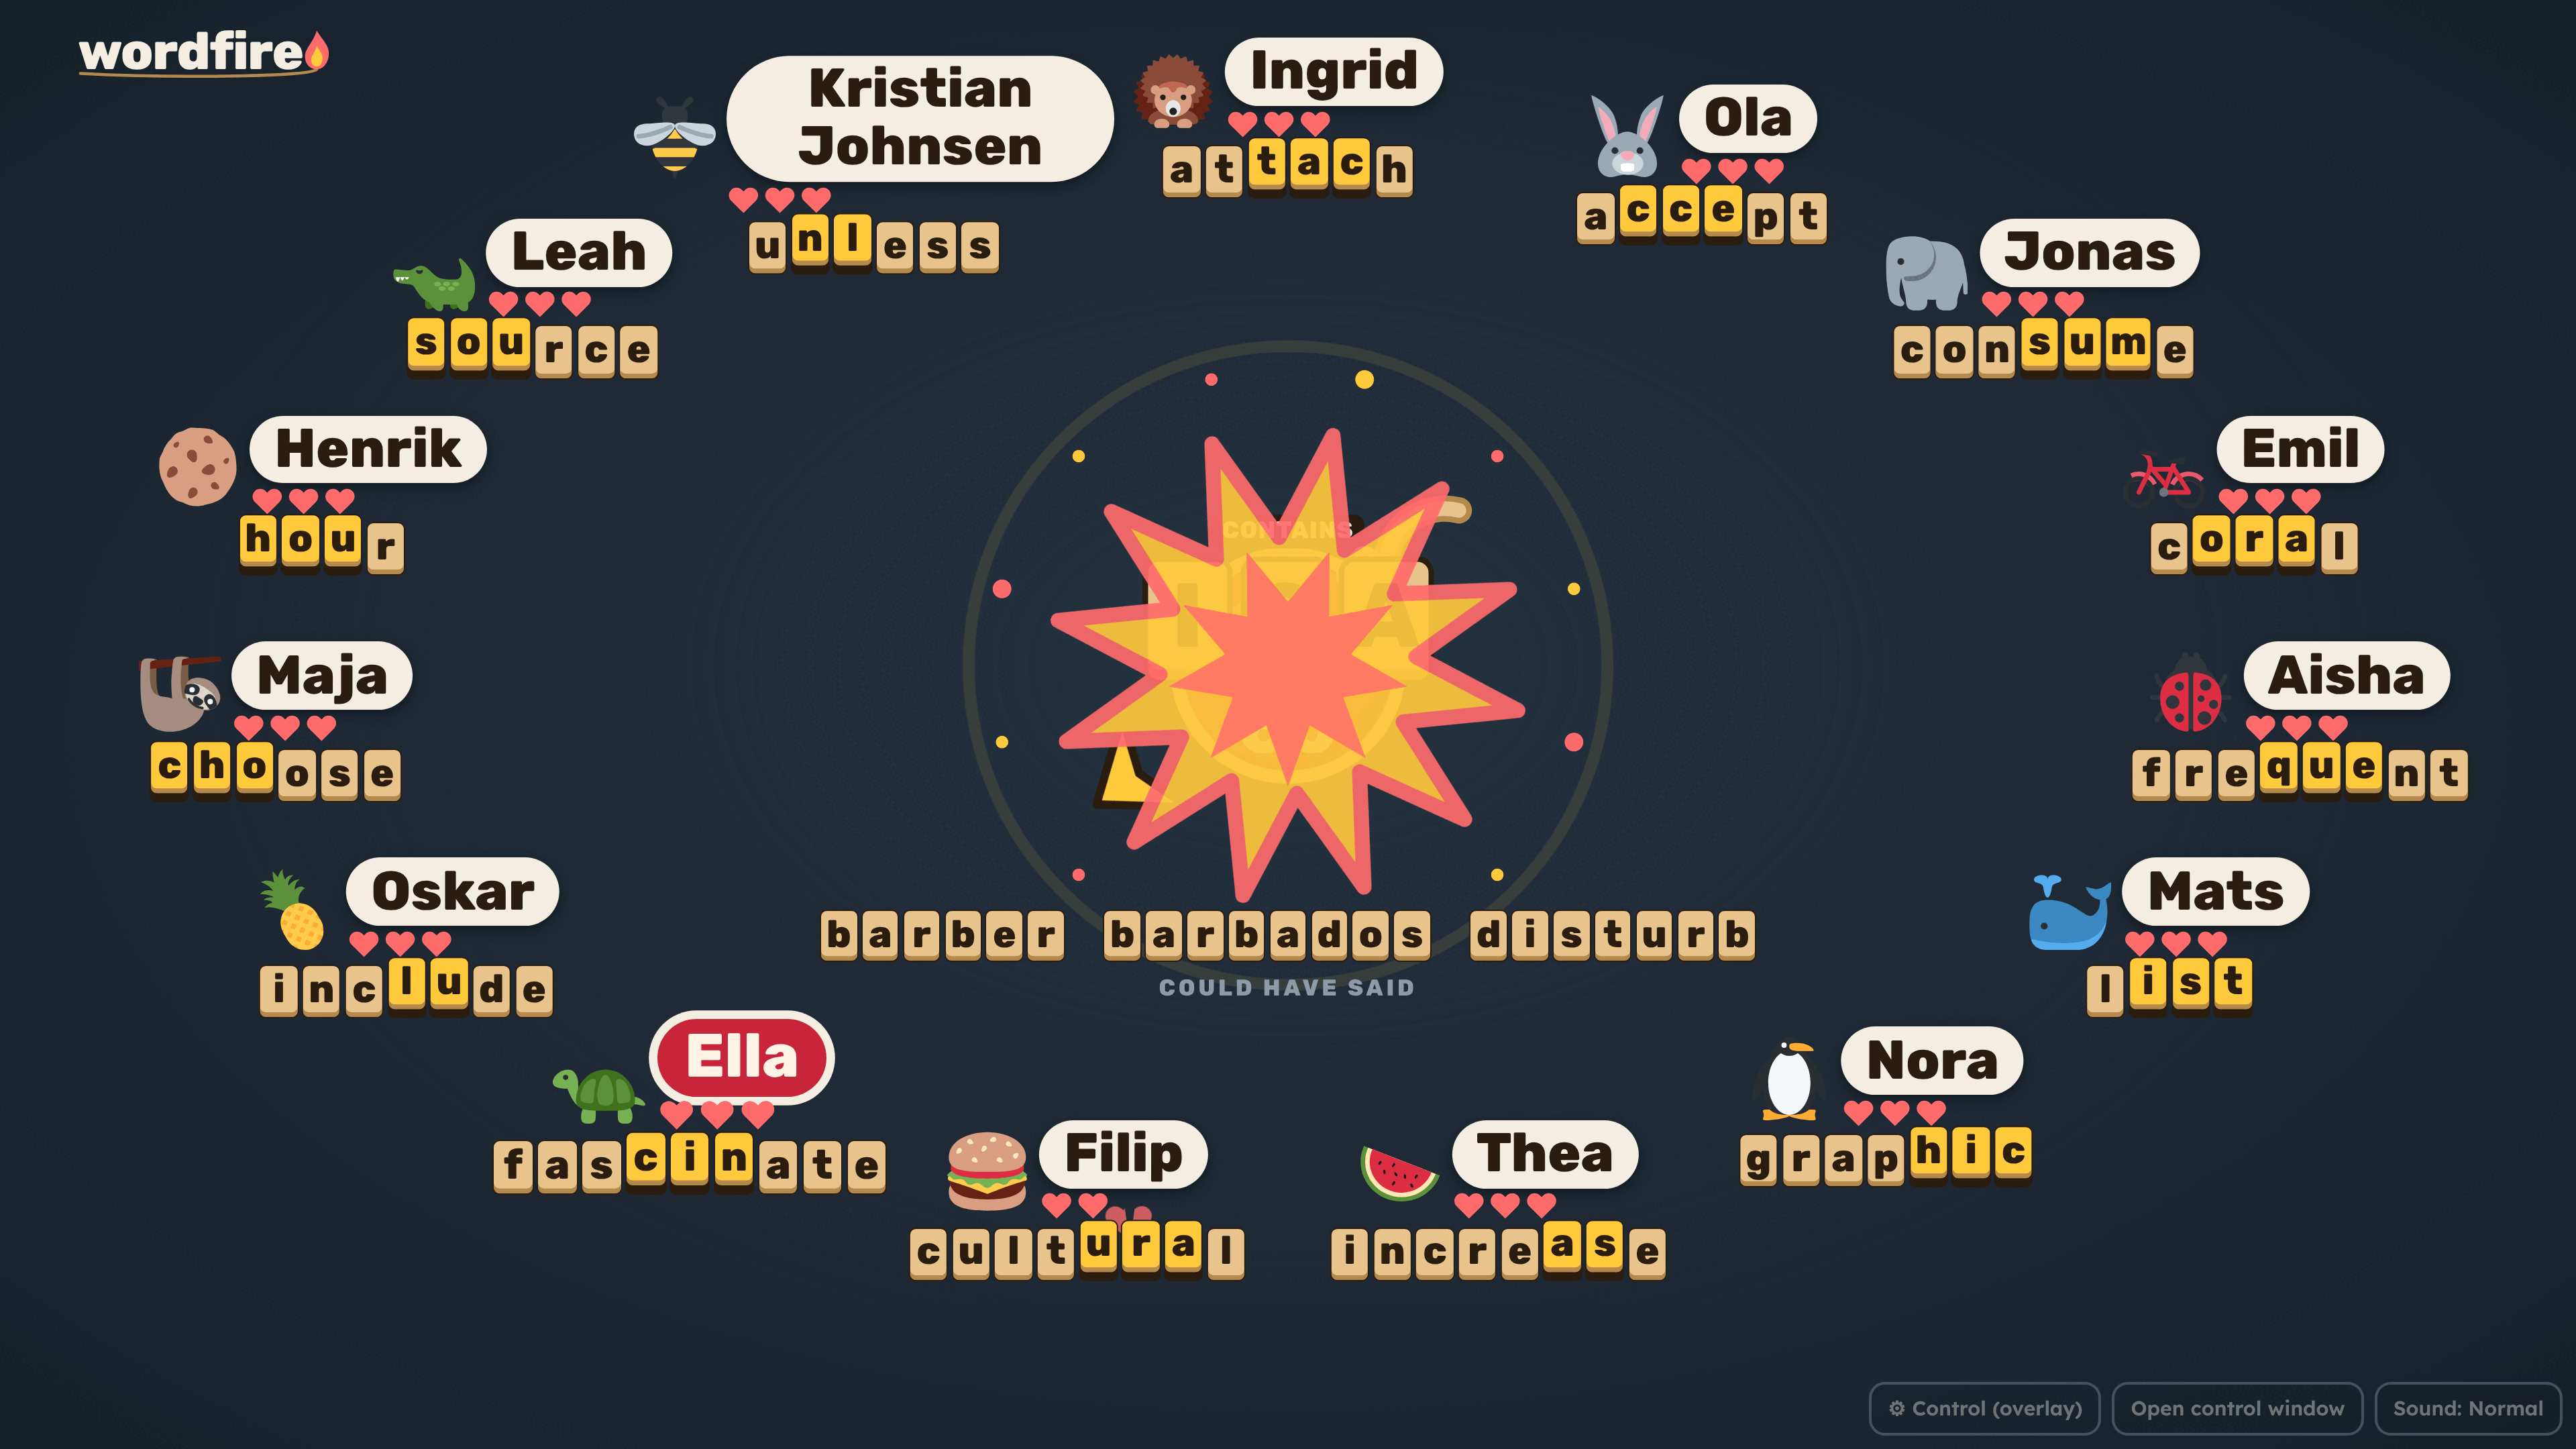 wordfire
Kristian
Johnsen
unless
Ingrid
attach
Ola
accept
Leah
source
Jonas
consume
Henrik
hour
Emil
coral
CONTAINS
Maja
choose
Aisha
frequent
Oskar
include
Mats
list
barber barbados disturb
COULD HAVE SAID
Ella
fascinate
Nora
graphic
Filip
cultural
Thea
increase
⚙ Control (overlay)
Open control window
Sound: Normal